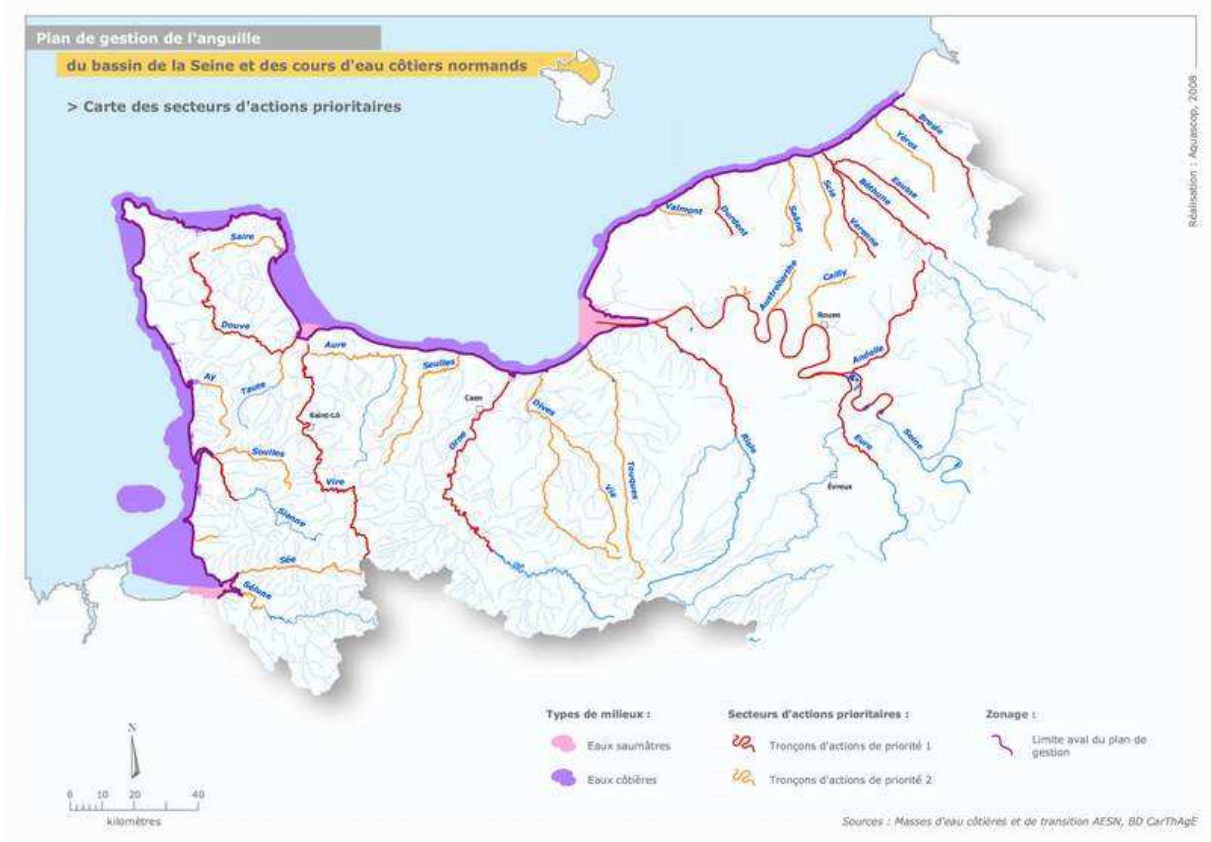 Plan de gestion de l'anguille
du bassin de la Seine et des cours d'eau côtiers normands
> Carte des secteurs d'actions prioritaires
Réalisation : Aquascop, 2008
Bresle
Yères
Eaulne
Béthune
Scie
Saâne
Varenne
Valmont
Durdent
Saire
Austreberthe
Cailly
Rouen
Douve
Aure
Seulles
Andelle
Ay
Taute
Caen
Dives
Saint-Lô
Orne
Risle
Eure
Seine
Soulles
Touques
Vie
Vire
Évreux
Sienne
Sée
Sélune
Types de milieux :
Eaux saumâtres
Eaux côtières
Secteurs d'actions prioritaires :
Tronçons d'actions de priorité 1
Tronçons d'actions de priorité 2
Zonage :
Limite aval du plan de
gestion
N
0 10 20 40
kilomètres
Sources : Masses d'eau côtières et de transition AESN, BD CarThAgE